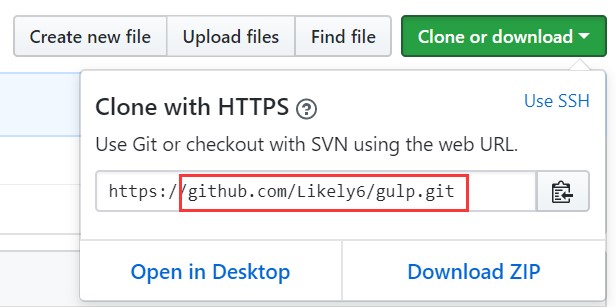 Create new file Upload files Find file Clone or download
Clone with HTTPS Use SSH
Use Git or checkout with SVN using the web URL.
https://github.com/Likely6/gulp.git
Open in Desktop Download ZIP